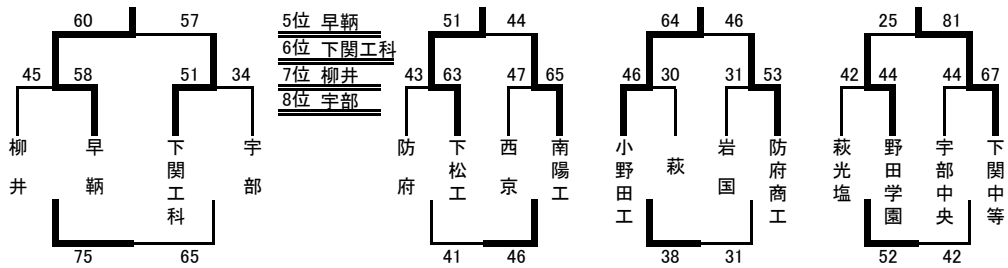 60 57
5位 早鞆
6位 下関工科
7位 柳井
8位 宇部
45 58 51 34
柳井
早鞆
下関工科
宇部
75 65
51 44
43 63 47 65
防府
下松工
西京
南陽工
41 46
64 46
46 30 31 53
小野田工
萩
岩国
防府商工
38 31
25 81
42 44 44 67
萩光塩
野田学園
宇部中央
下関中等
52 42